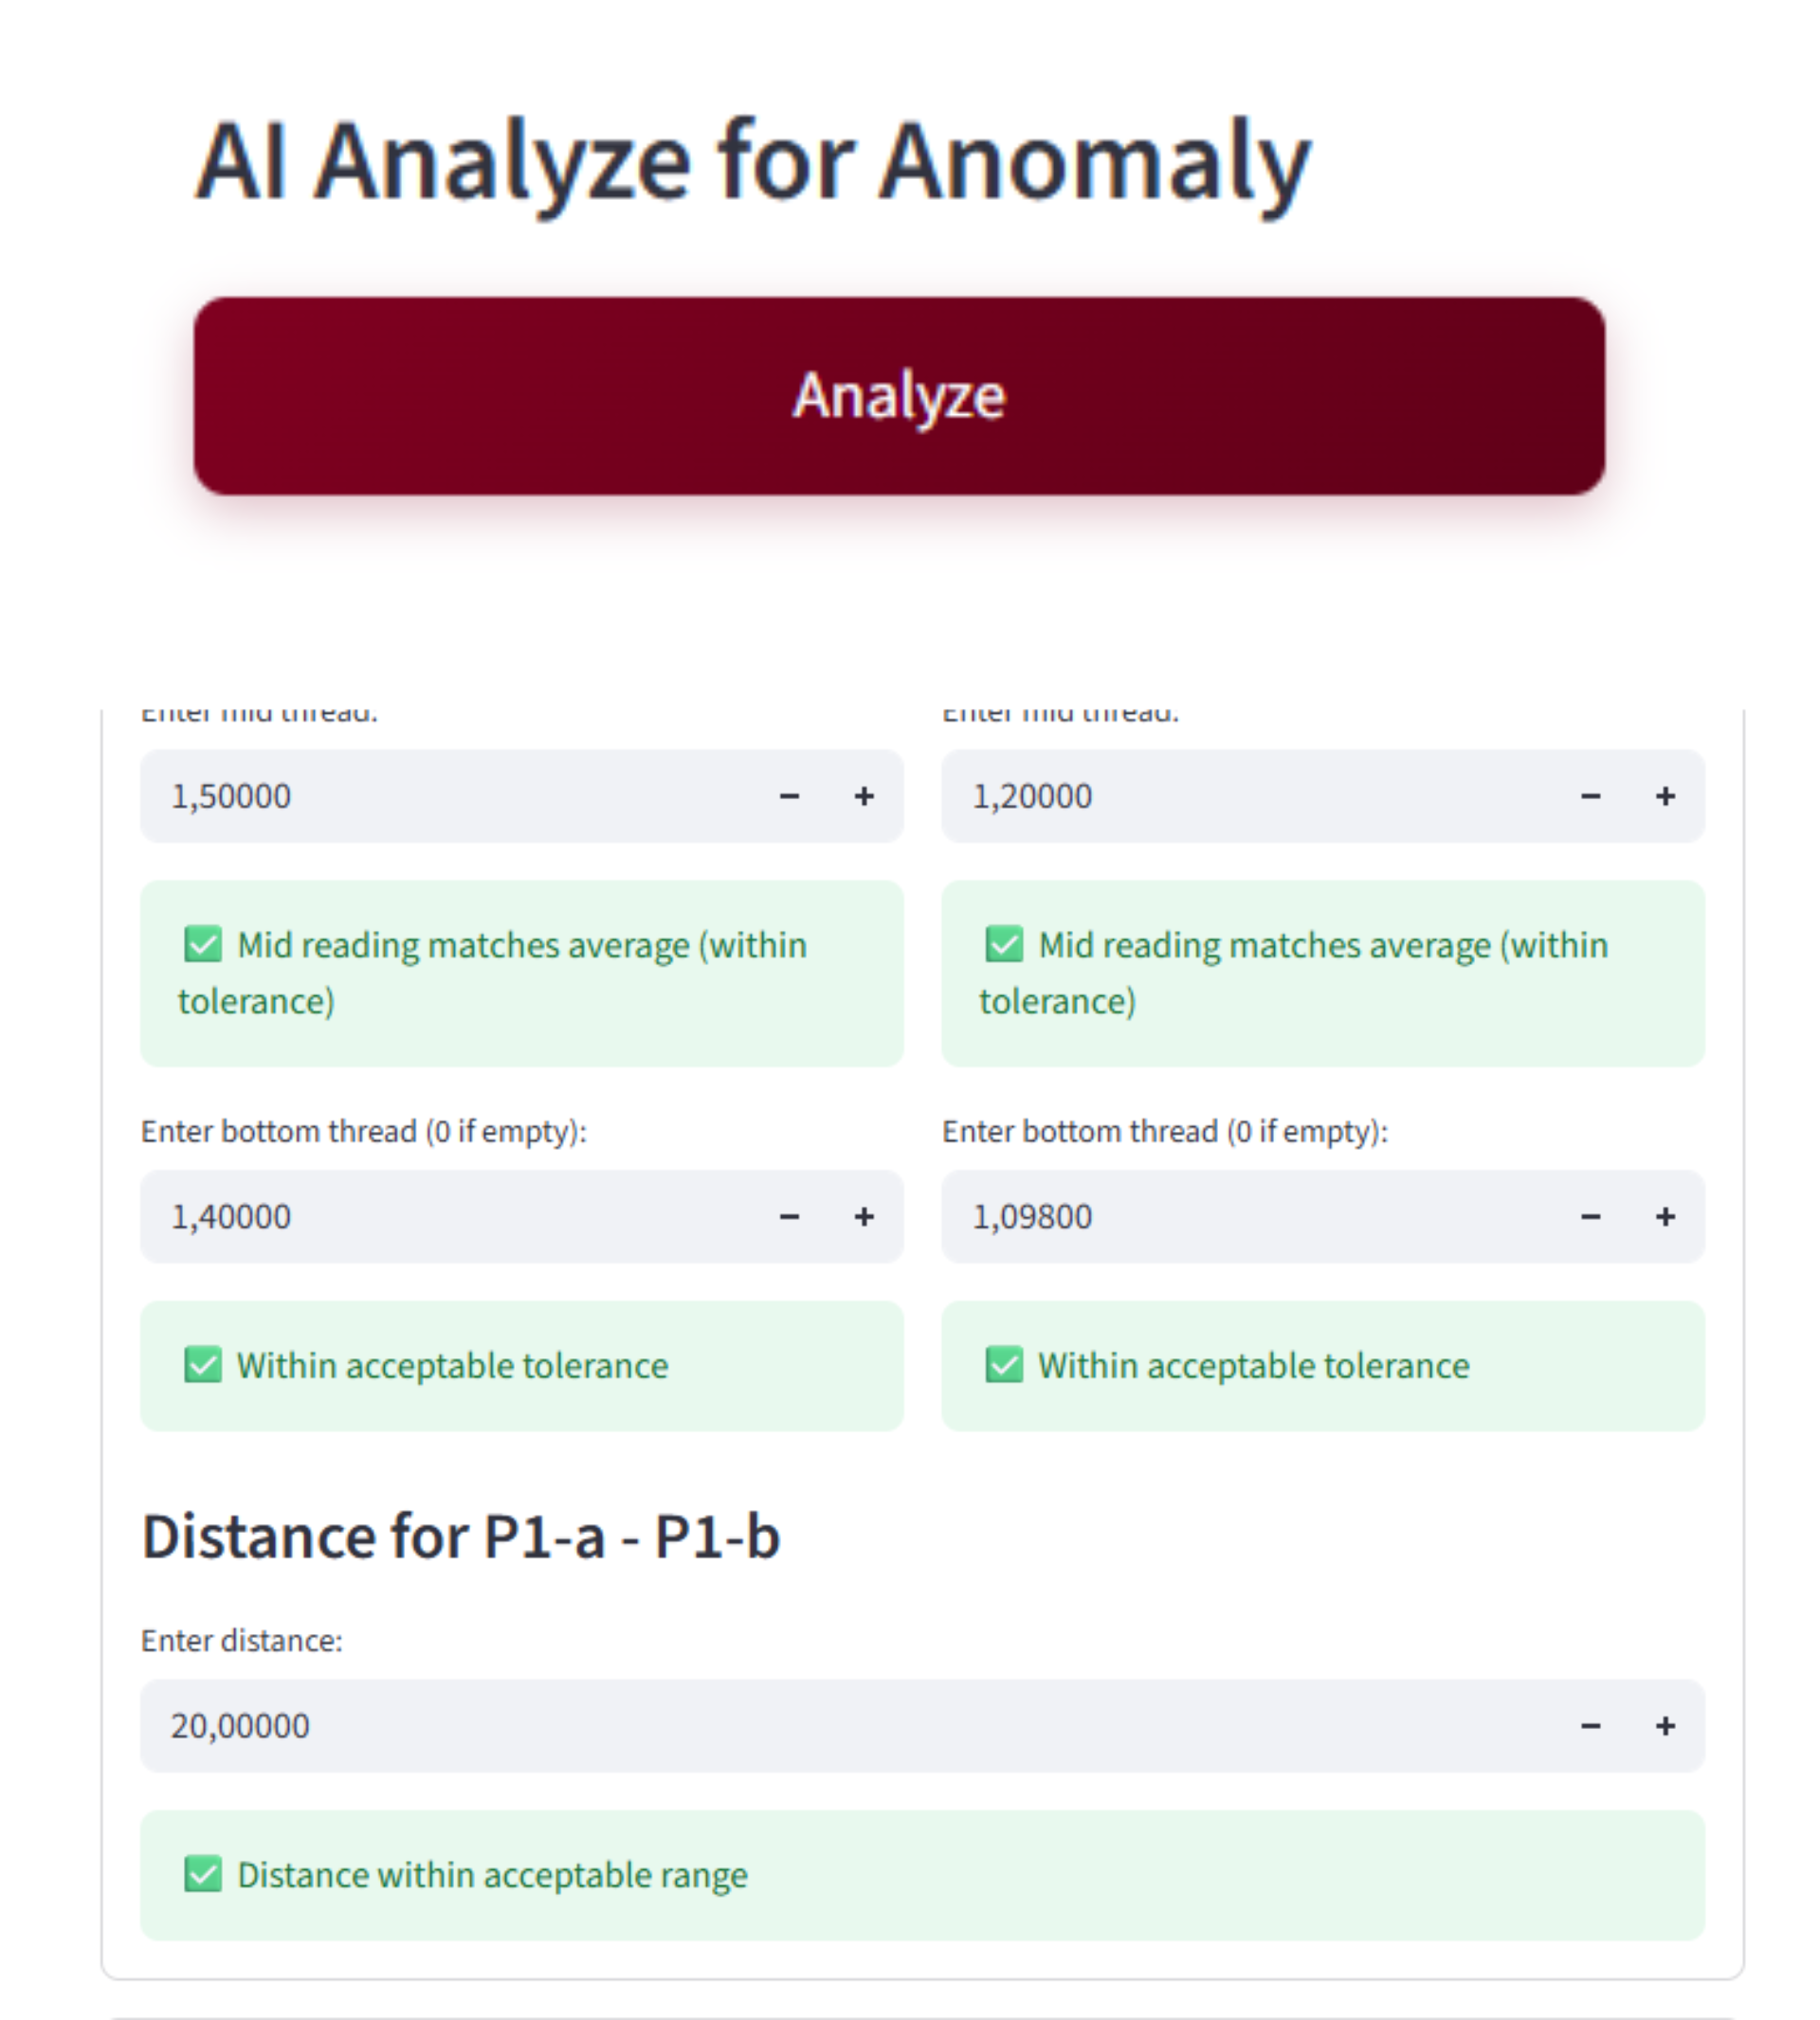 AI Analyze for Anomaly
Analyze
Enter mid thread:
Enter mid thread:
1,50000
1,20000
✅ Mid reading matches average (within
tolerance)
✅ Mid reading matches average (within
tolerance)
Enter bottom thread (0 if empty):
Enter bottom thread (0 if empty):
1,40000
1,09800
✅ Within acceptable tolerance
✅ Within acceptable tolerance
Distance for P1-a - P1-b
Enter distance:
20,00000
✅ Distance within acceptable range